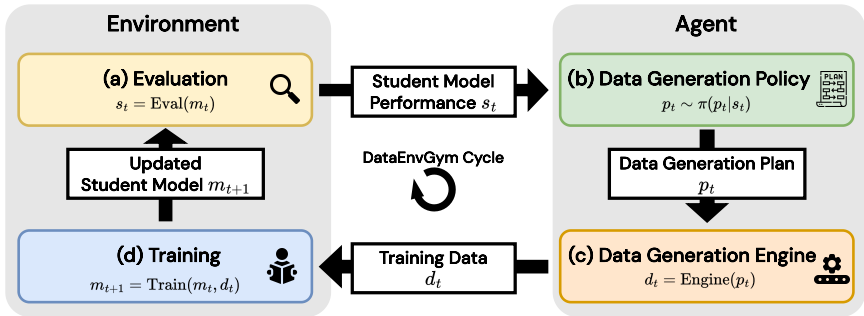 Environment
Agent
(a) Evaluation
s_t = Eval(m_t)
Student Model
Performance s_t
(b) Data Generation Policy
p_t ∼ π(p_t|s_t)
PLAN
Updated
Student Model m_{t+1}
DataEnvGym Cycle
Data Generation Plan
p_t
(d) Training
m_{t+1} = Train(m_t, d_t)
Training Data
d_t
(c) Data Generation Engine
d_t = Engine(p_t)